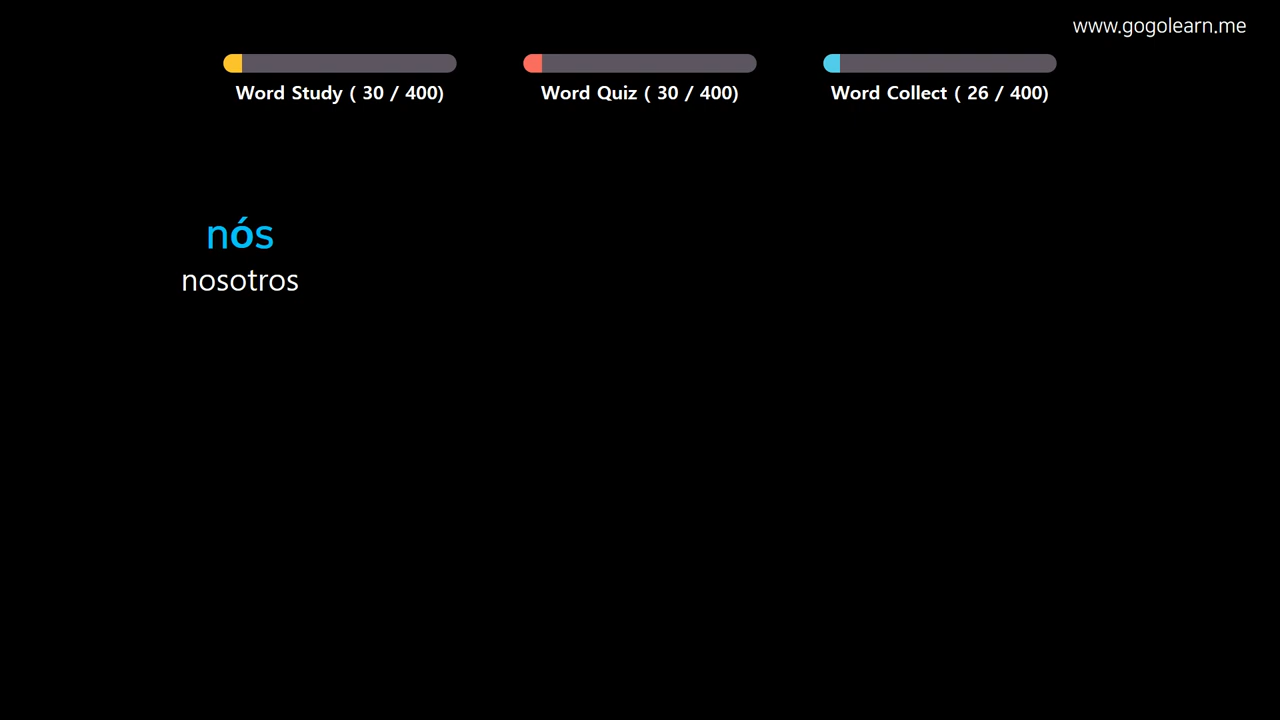 www.gogolearn.me
Word Study ( 30 / 400)
Word Quiz ( 30 / 400)
Word Collect ( 26 / 400)
nós
nosotros